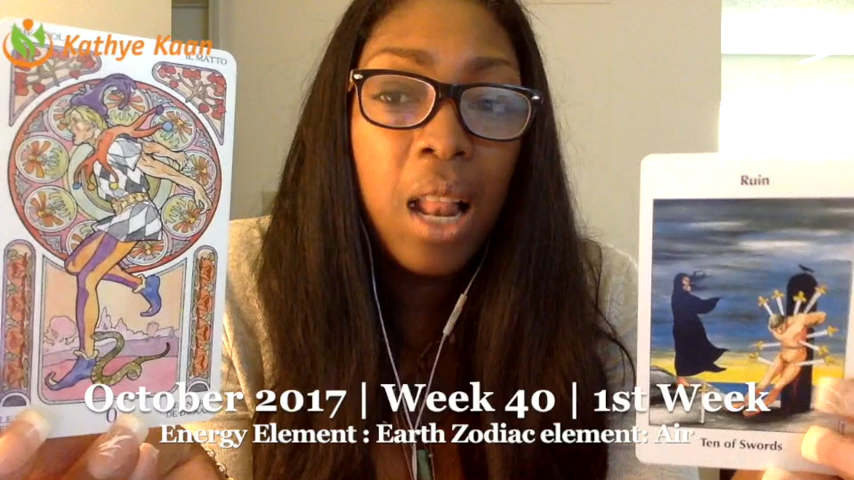 Kathye Kaan
IL MATTO
Ruin
October 2017 | Week 40 | 1st Week
Energy Element : Earth Zodiac element: Air
Ten of Swords
0